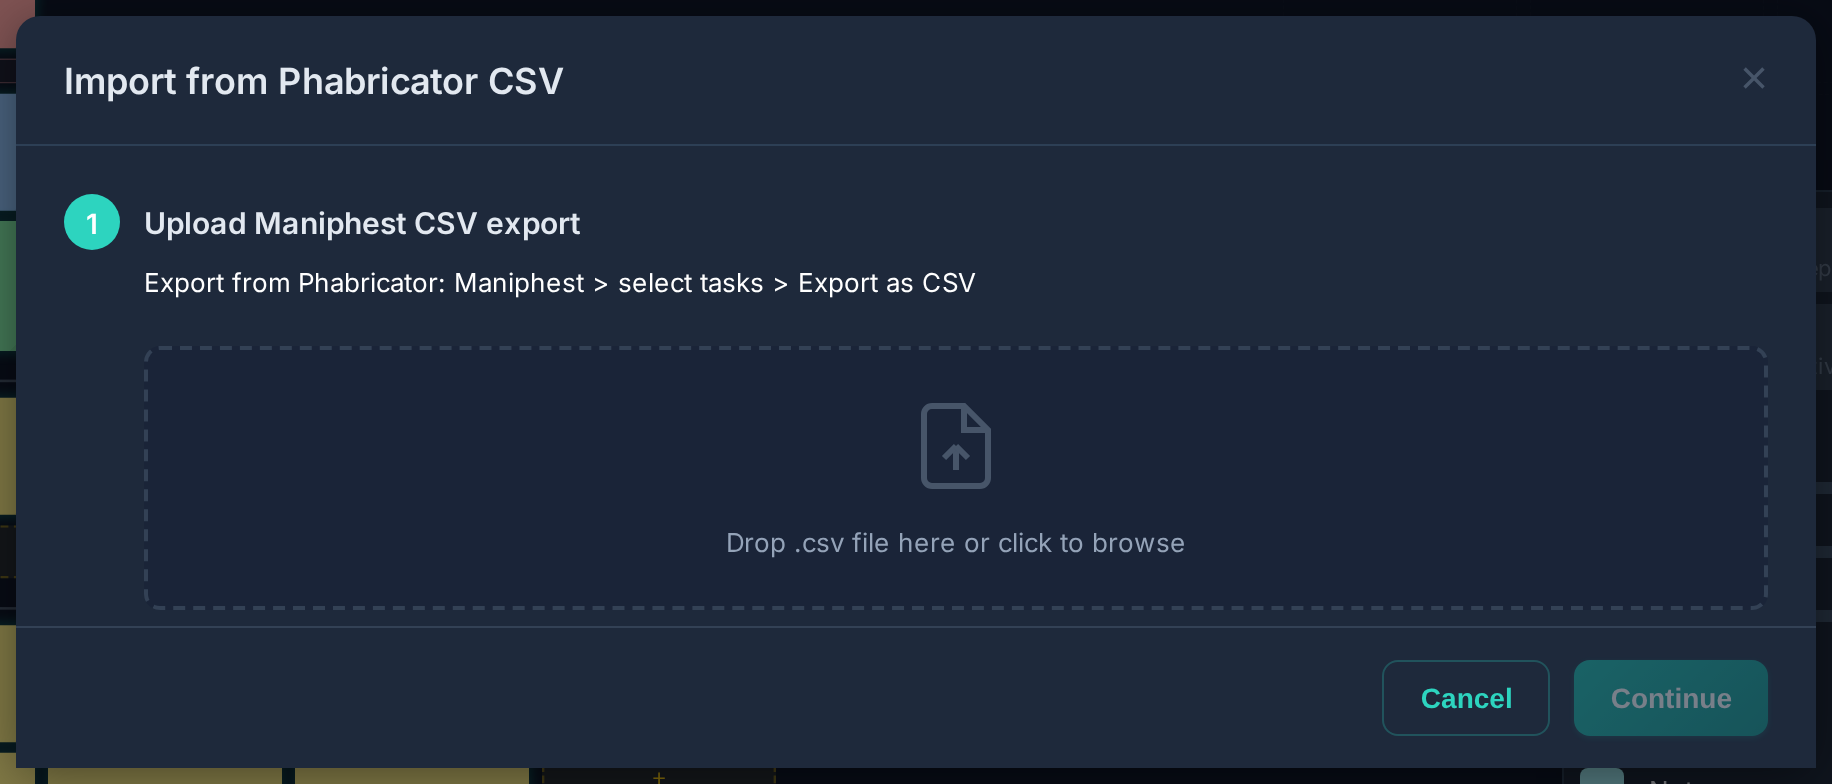 Import from Phabricator CSV
1
Upload Maniphest CSV export
Export from Phabricator: Maniphest > select tasks > Export as CSV
Drop .csv file here or click to browse
Cancel
Continue
+